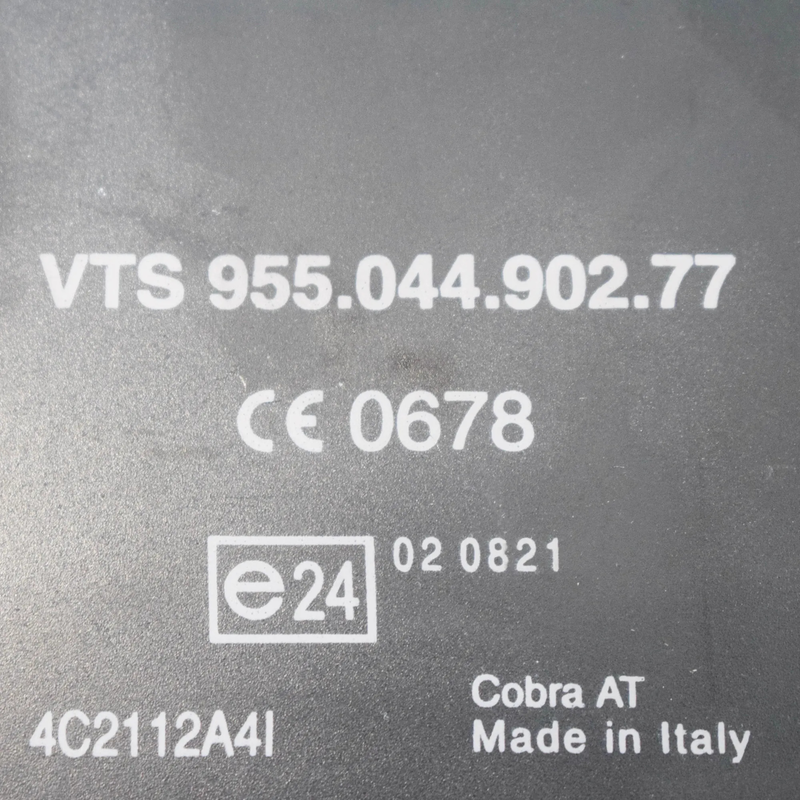 VTS 955.044.902.77
CE 0678
e24 02 0821
Cobra AT
4C2112A4I Made in Italy